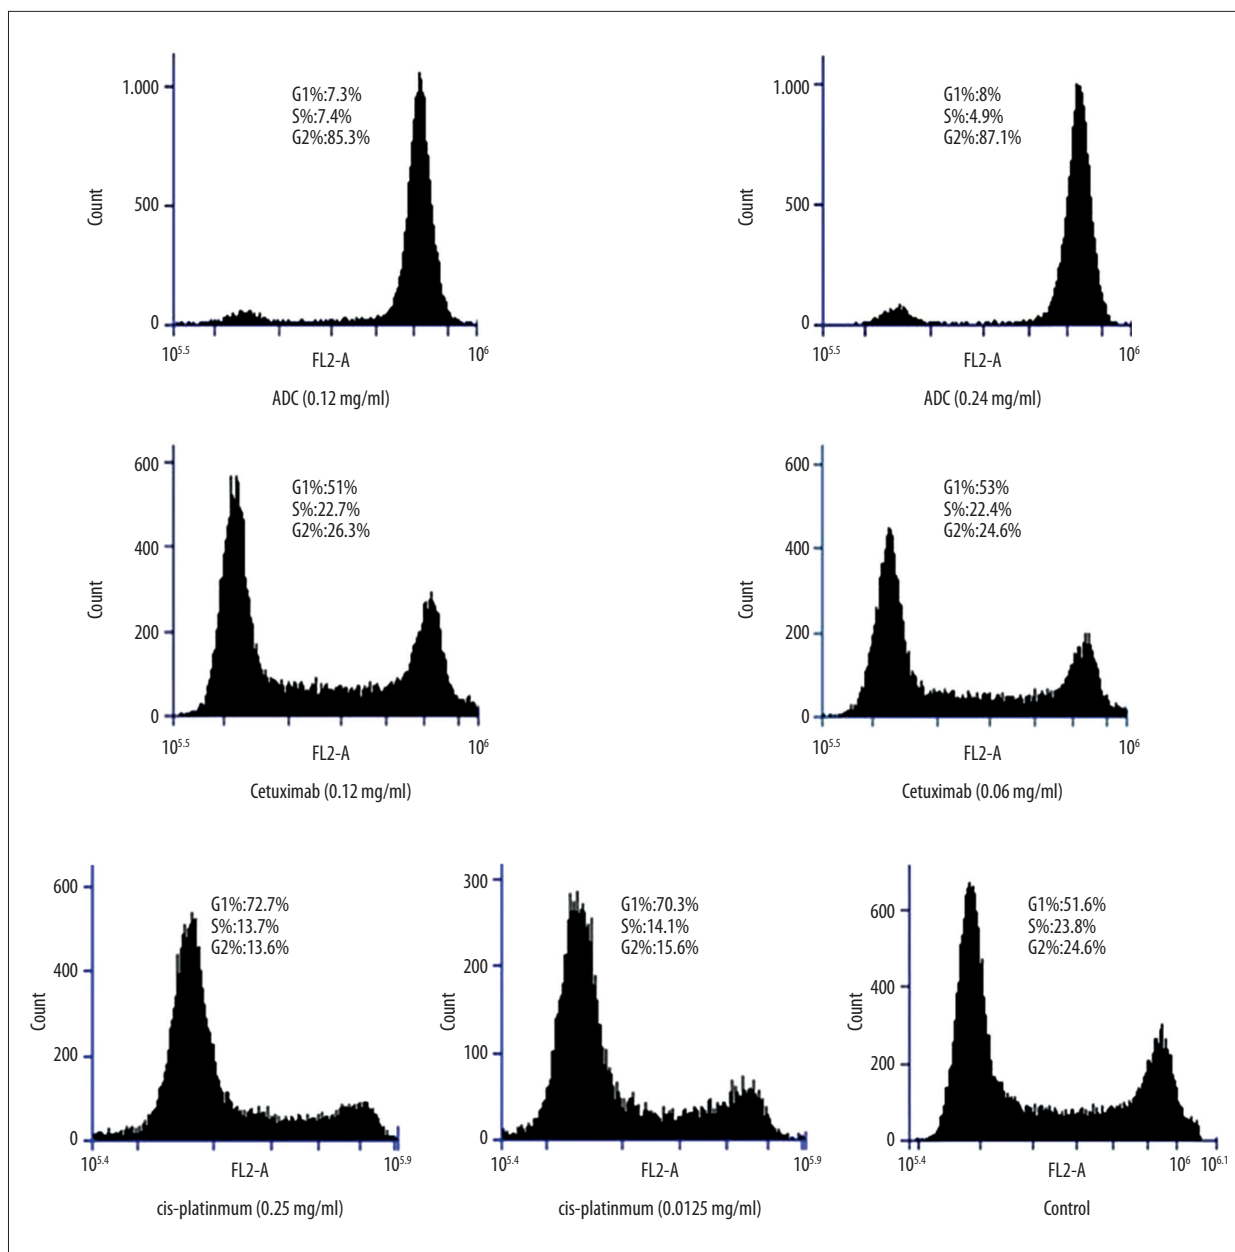 1.000
G1%:7.3%
S%:7.4%
G2%:85.3%
500
0
Count
10^5.5
10^6
FL2-A
ADC (0.12 mg/ml)
1.000
G1%:8%
S%:4.9%
G2%:87.1%
500
0
Count
10^5.5
10^6
FL2-A
ADC (0.24 mg/ml)
600
G1%:51%
S%:22.7%
G2%:26.3%
400
200
0
Count
10^5.5
10^6
FL2-A
Cetuximab (0.12 mg/ml)
600
G1%:53%
S%:22.4%
G2%:24.6%
400
200
0
Count
10^5.5
10^6
FL2-A
Cetuximab (0.06 mg/ml)
600
G1%:72.7%
S%:13.7%
G2%:13.6%
400
200
0
Count
10^5.4
10^5.9
FL2-A
cis-platinmum (0.25 mg/ml)
300
G1%:70.3%
S%:14.1%
G2%:15.6%
200
100
0
Count
10^5.4
10^5.9
FL2-A
cis-platinmum (0.0125 mg/ml)
600
G1%:51.6%
S%:23.8%
G2%:24.6%
400
200
0
Count
10^5.4
10^6
10^6.1
FL2-A
Control